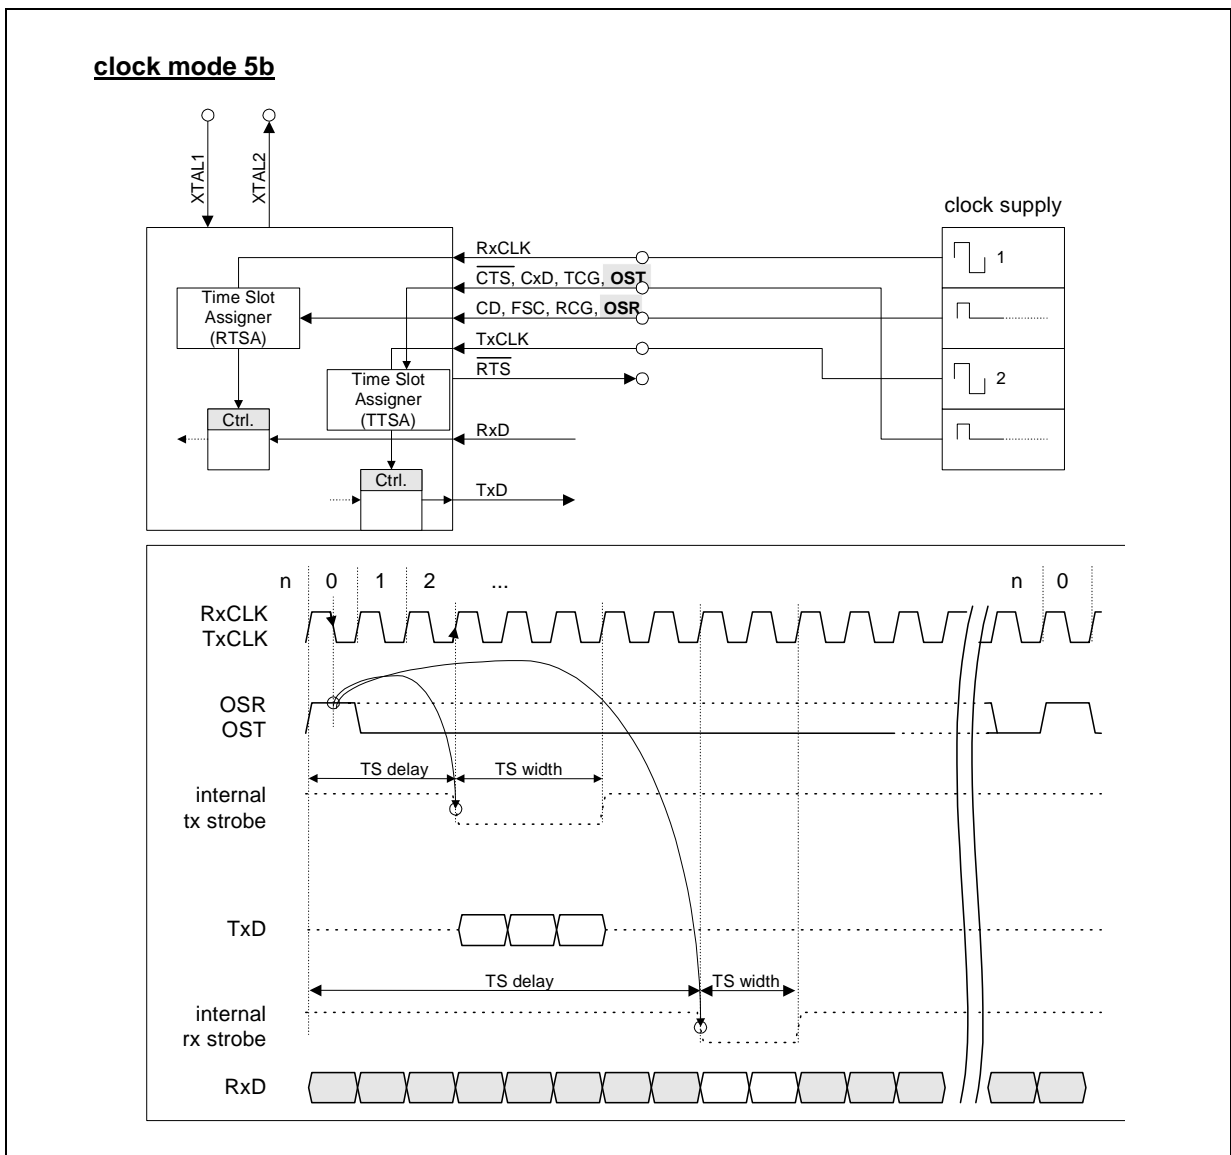 clock mode 5b
XTAL1
XTAL2
clock supply
RxCLK
1
CTS, CxD, TCG, OST
Time Slot
Assigner
(RTSA)
CD, FSC, RCG, OSR
TxCLK
RTS
2
Time Slot
Assigner
(TTSA)
Ctrl.
RxD
Ctrl.
TxD
n 0 1 2 ... n 0
RxCLK
TxCLK
OSR
OST
TS delay TS width
internal
tx strobe
TxD
TS delay TS width
internal
rx strobe
RxD